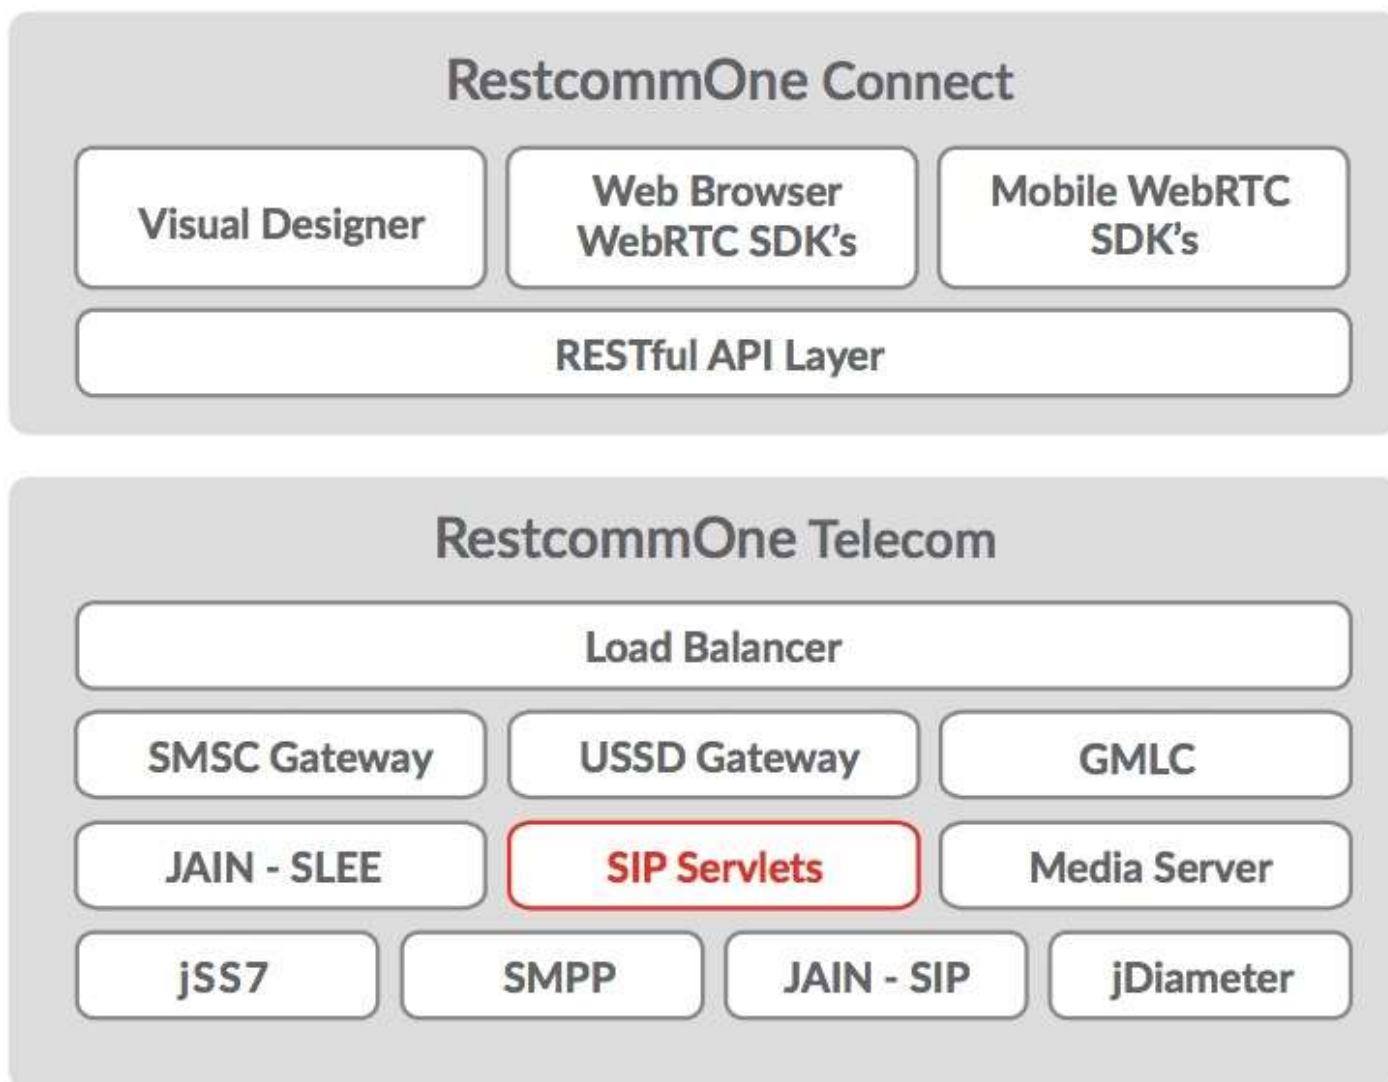 RestcommOne Connect
Visual Designer
Web Browser
WebRTC SDK's
Mobile WebRTC
SDK's
RESTful API Layer
RestcommOne Telecom
Load Balancer
SMSC Gateway
USSD Gateway
GMLC
JAIN - SLEE
SIP Servlets
Media Server
jSS7
SMPP
JAIN - SIP
jDiameter